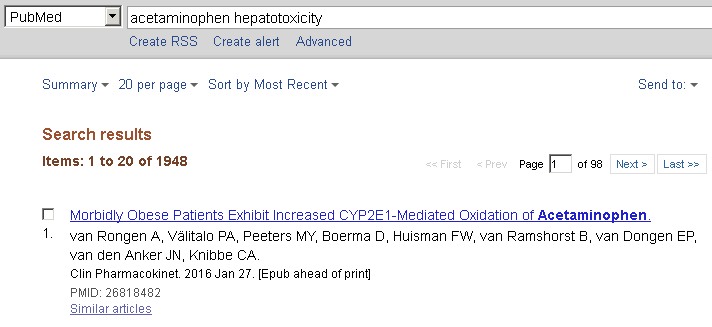 PubMed acetaminophen hepatotoxicity
Create RSS Create alert Advanced
Summary 20 per page Sort by Most Recent Send to:
Search results
Items: 1 to 20 of 1948
<< First < Prev Page 1 of 98 Next > Last >>
Morbidly Obese Patients Exhibit Increased CYP2E1-Mediated Oxidation of Acetaminophen.
1. van Rongen A, Välitalo PA, Peeters MY, Boerma D, Huisman FW, van Ramshorst B, van Dongen EP,
van den Anker JN, Knibbe CA.
Clin Pharmacokinet. 2016 Jan 27. [Epub ahead of print]
PMID: 26818482
Similar articles